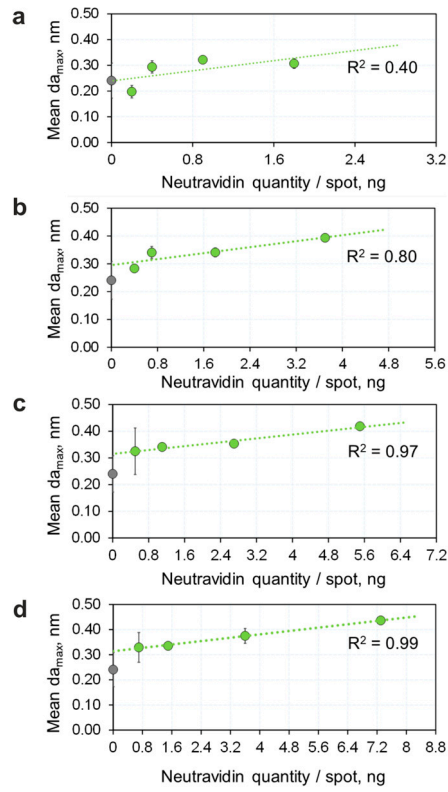 a
Mean da_max, nm
0.50
0.40
0.30
0.20
0.10
0.00
R² = 0.40
0 0.8 1.6 2.4 3.2
Neutravidin quantity / spot, ng
b
Mean da_max, nm
0.50
0.40
0.30
0.20
0.10
0.00
R² = 0.80
0 0.8 1.6 2.4 3.2 4 4.8 5.6
Neutravidin quantity / spot, ng
c
Mean da_max, nm
0.50
0.40
0.30
0.20
0.10
0.00
R² = 0.97
0 0.8 1.6 2.4 3.2 4 4.8 5.6 6.4 7.2
Neutravidin quantity / spot, ng
d
Mean da_max, nm
0.50
0.40
0.30
0.20
0.10
0.00
R² = 0.99
0 0.8 1.6 2.4 3.2 4 4.8 5.6 6.4 7.2 8 8.8
Neutravidin quantity / spot, ng